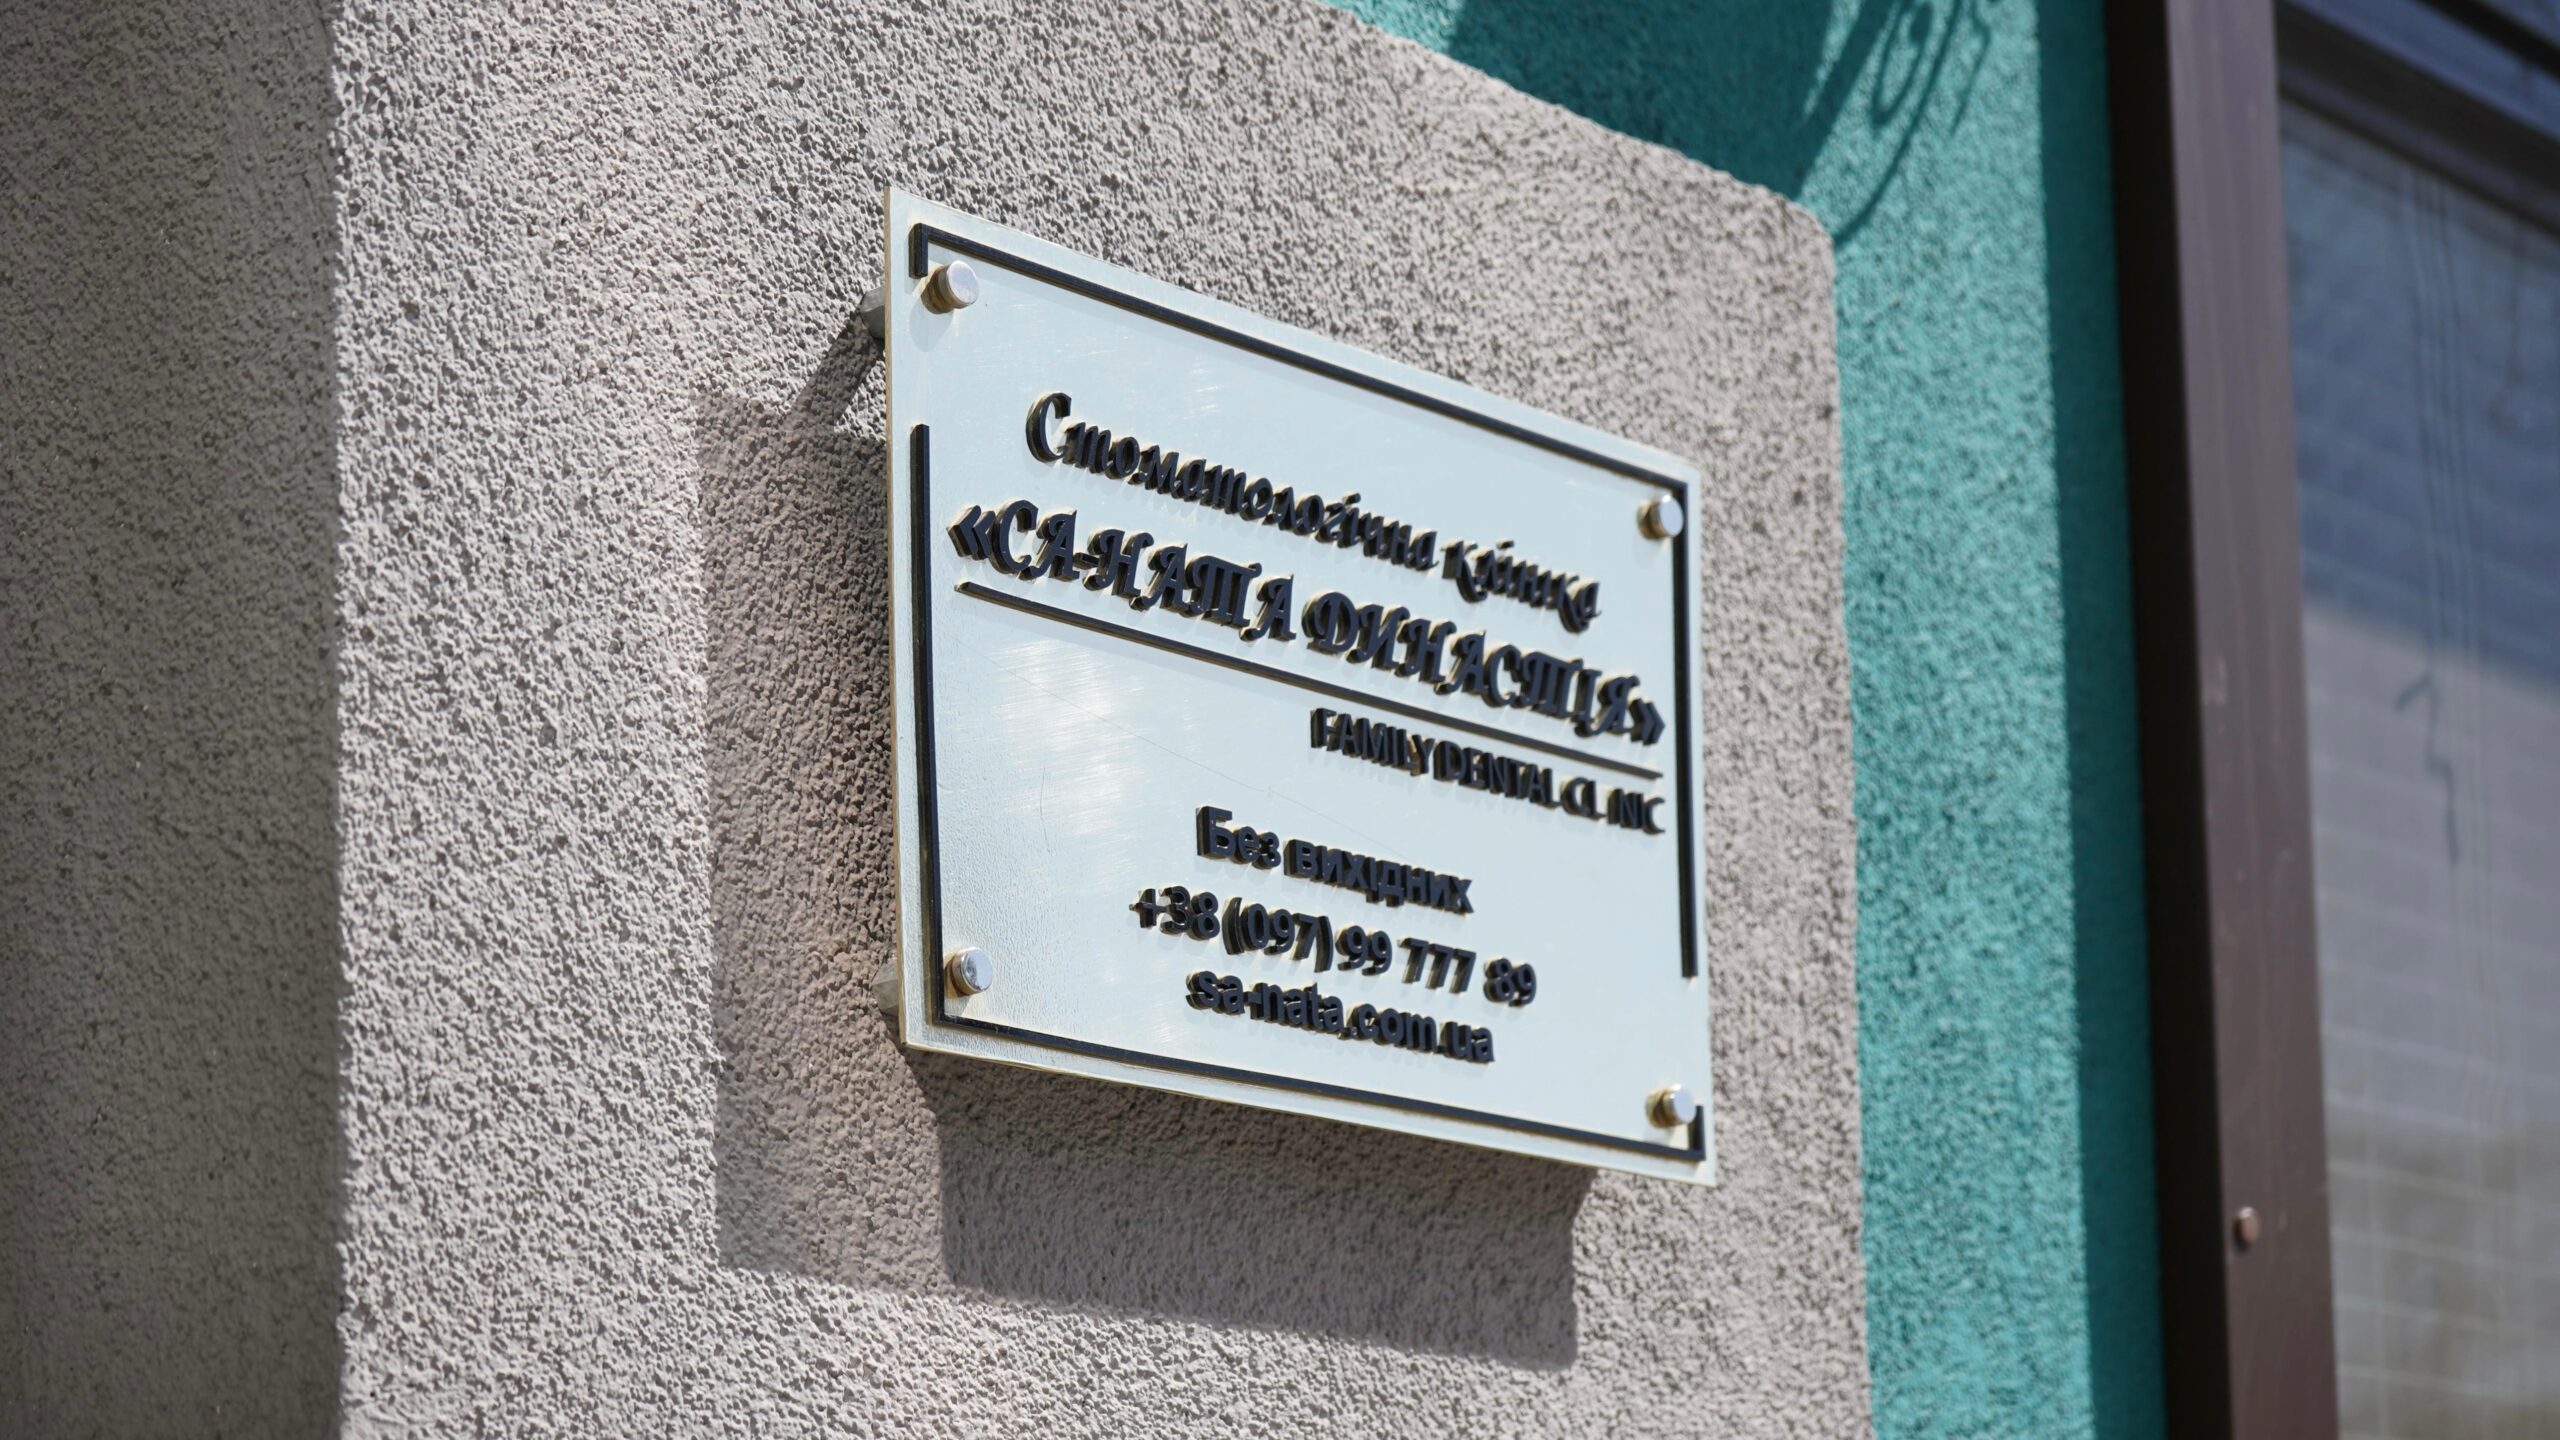 Стоматологічна клініка
«СА-НАТА ДИНАСТІЯ»
FAMILY DENTAL CLINIC
Без вихідних
+38 (097) 99 777 89
sa-nata.com.ua